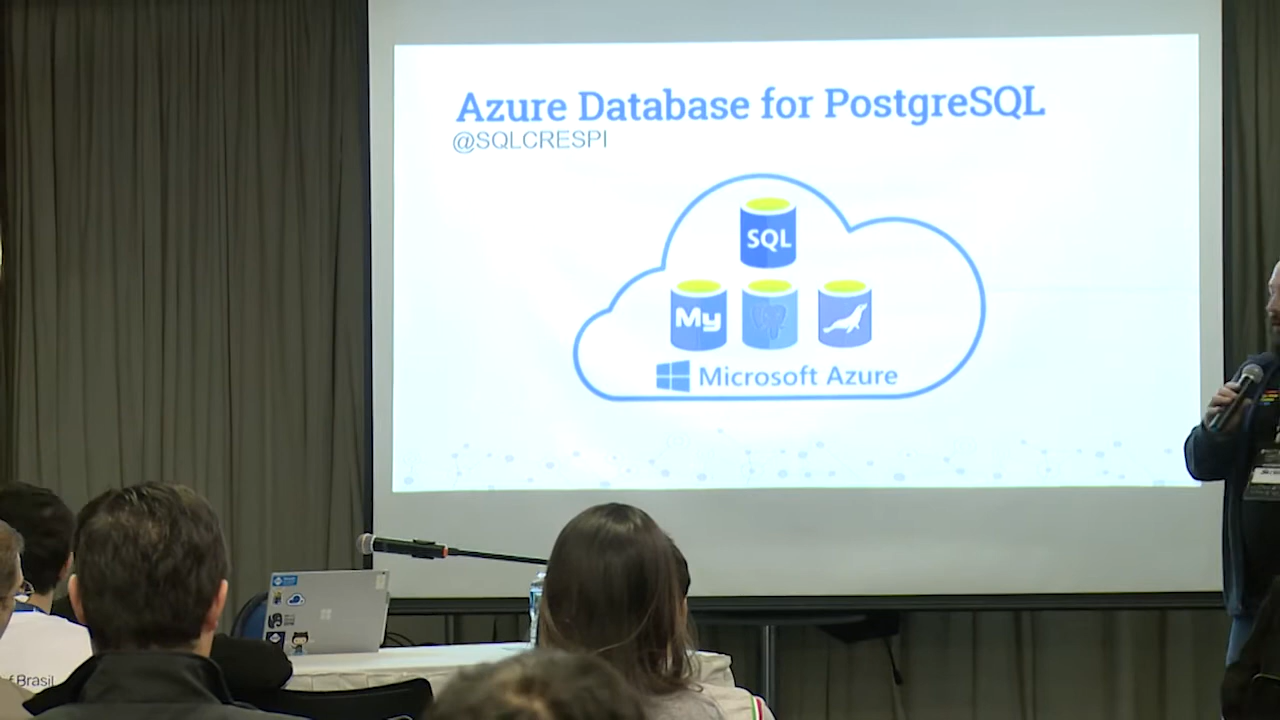 Azure Database for PostgreSQL
@SQLCRESPI
SQL
My
Microsoft Azure
f Brasil